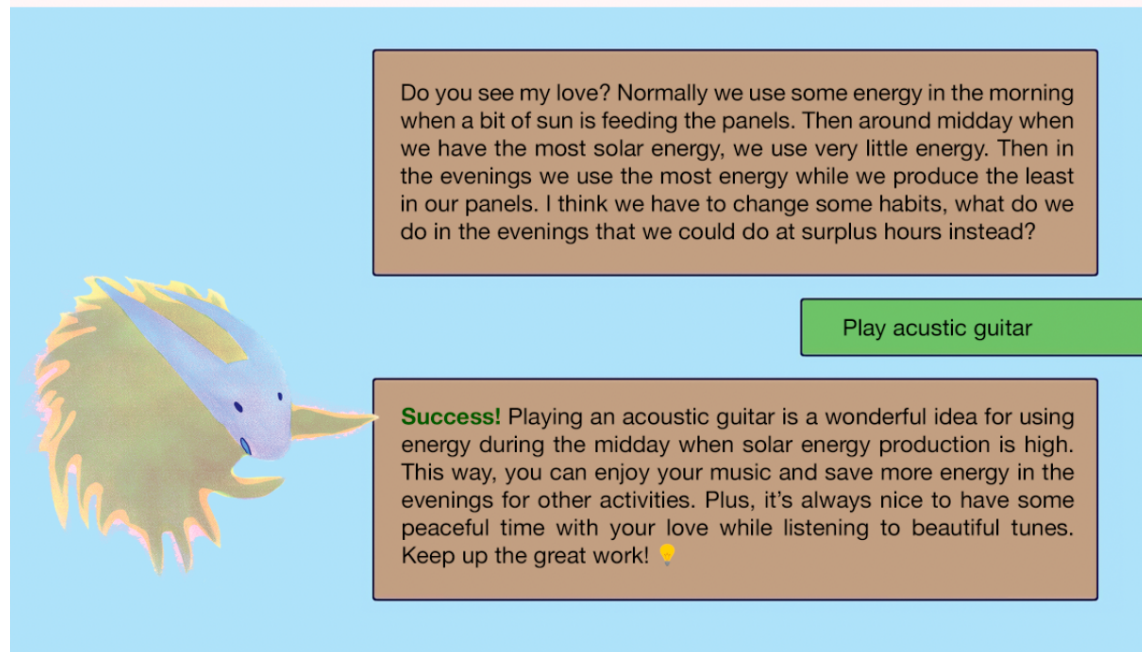 Do you see my love? Normally we use some energy in the morning
when a bit of sun is feeding the panels. Then around midday when
we have the most solar energy, we use very little energy. Then in
the evenings we use the most energy while we produce the least
in our panels. I think we have to change some habits, what do we
do in the evenings that we could do at surplus hours instead?
Play acustic guitar
Success! Playing an acoustic guitar is a wonderful idea for using
energy during the midday when solar energy production is high.
This way, you can enjoy your music and save more energy in the
evenings for other activities. Plus, it’s always nice to have some
peaceful time with your love while listening to beautiful tunes.
Keep up the great work! 💡